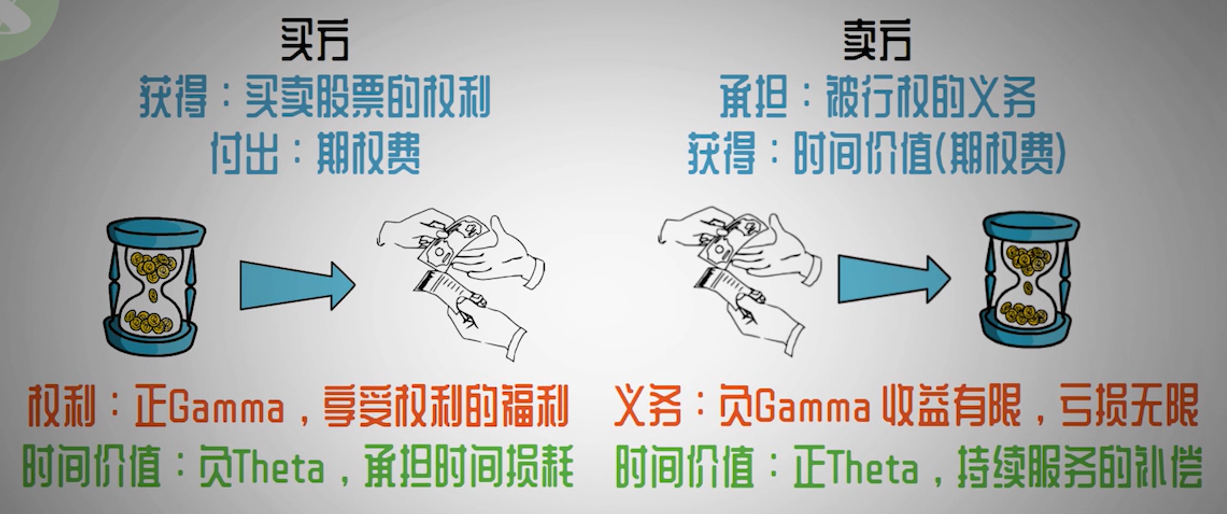 买方
获得：买卖股票的权利
付出：期权费
权利：正Gamma，享受权利的福利
时间价值：负Theta，承担时间损耗
卖方
承担：被行权的义务
获得：时间价值(期权费)
义务：负Gamma 收益有限，亏损无限
时间价值：正Theta，持续服务的补偿